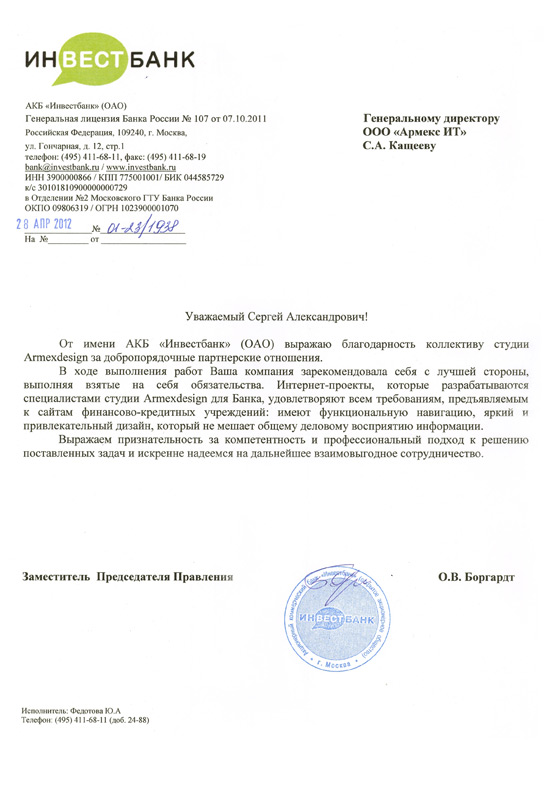 ИНВЕСТБАНК
АКБ «Инвестбанк» (ОАО)
Генеральная лицензия Банка России № 107 от 07.10.2011
Российская Федерация, 109240, г. Москва,
ул. Гончарная, д. 12, стр.1
телефон: (495) 411-68-11, факс: (495) 411-68-19
bank@investbank.ru / www.investbank.ru
ИНН 3900000866 / КПП 775001001/ БИК 044585729
к/с 30101810900000000729
в Отделении №2 Московского ГТУ Банка России
ОКПО 09806319 / ОГРН 1023900001070
28 АПР 2012 № 01-23/1938
На № от
Генеральному директору
ООО «Армекс ИТ»
С.А. Кащееву
Уважаемый Сергей Александрович!
От имени АКБ «Инвестбанк» (ОАО) выражаю благодарность коллективу студии
Armexdesign за добропорядочные партнерские отношения.
В ходе выполнения работ Ваша компания зарекомендовала себя с лучшей стороны,
выполняя взятые на себя обязательства. Интернет-проекты, которые разрабатываются
специалистами студии Armexdesign для Банка, удовлетворяют всем требованиям, предъявляемым
к сайтам финансово-кредитных учреждений: имеют функциональную навигацию, яркий и
привлекательный дизайн, который не мешает общему деловому восприятию информации.
Выражаем признательность за компетентность и профессиональный подход к решению
поставленных задач и искренне надеемся на дальнейшее взаимовыгодное сотрудничество.
Заместитель Председателя Правления
О.В. Боргардт
ИНВЕСТБАНК
г. Москва
Исполнитель: Федотова Ю.А
Телефон: (495) 411-68-11 (доб. 24-88)